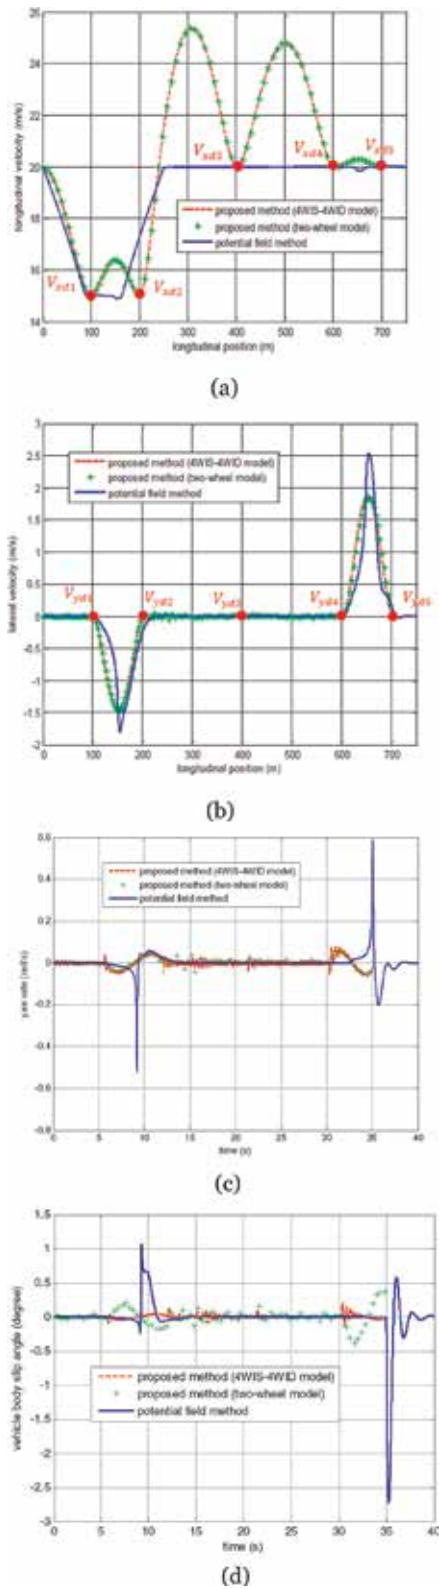 26
24
22
20
18
16
14
longitudinal velocity (m/s)
V_xd1
V_xd2
V_xd3
V_xd4
V_xd5
proposed method (4WIS-4WID model)
proposed method (two-wheel model)
potential field method
0 100 200 300 400 500 600 700
longitudinal position (m)
(a)
3
2.5
2
1.5
1
0.5
0
-0.5
-1
-1.5
-2
lateral velocity (m/s)
proposed method (4WIS-4WID model)
proposed method (two-wheel model)
potential field method
V_yd1
V_yd2
V_yd3
V_yd4
V_yd5
0 100 200 300 400 500 600 700
longitudinal position (m)
(b)
0.6
0.4
0.2
0
-0.2
-0.4
-0.6
-0.8
yaw rate (rad/s)
proposed method (4WIS-4WID model)
proposed method (two-wheel model)
potential field method
0 5 10 15 20 25 30 35 40
time (s)
(c)
1.5
1
0.5
0
-0.5
-1
-1.5
-2
-2.5
-3
vehicle body slip angle (degree)
proposed method (4WIS-4WID model)
proposed method (two-wheel model)
potential field method
0 5 10 15 20 25 30 35 40
time (s)
(d)